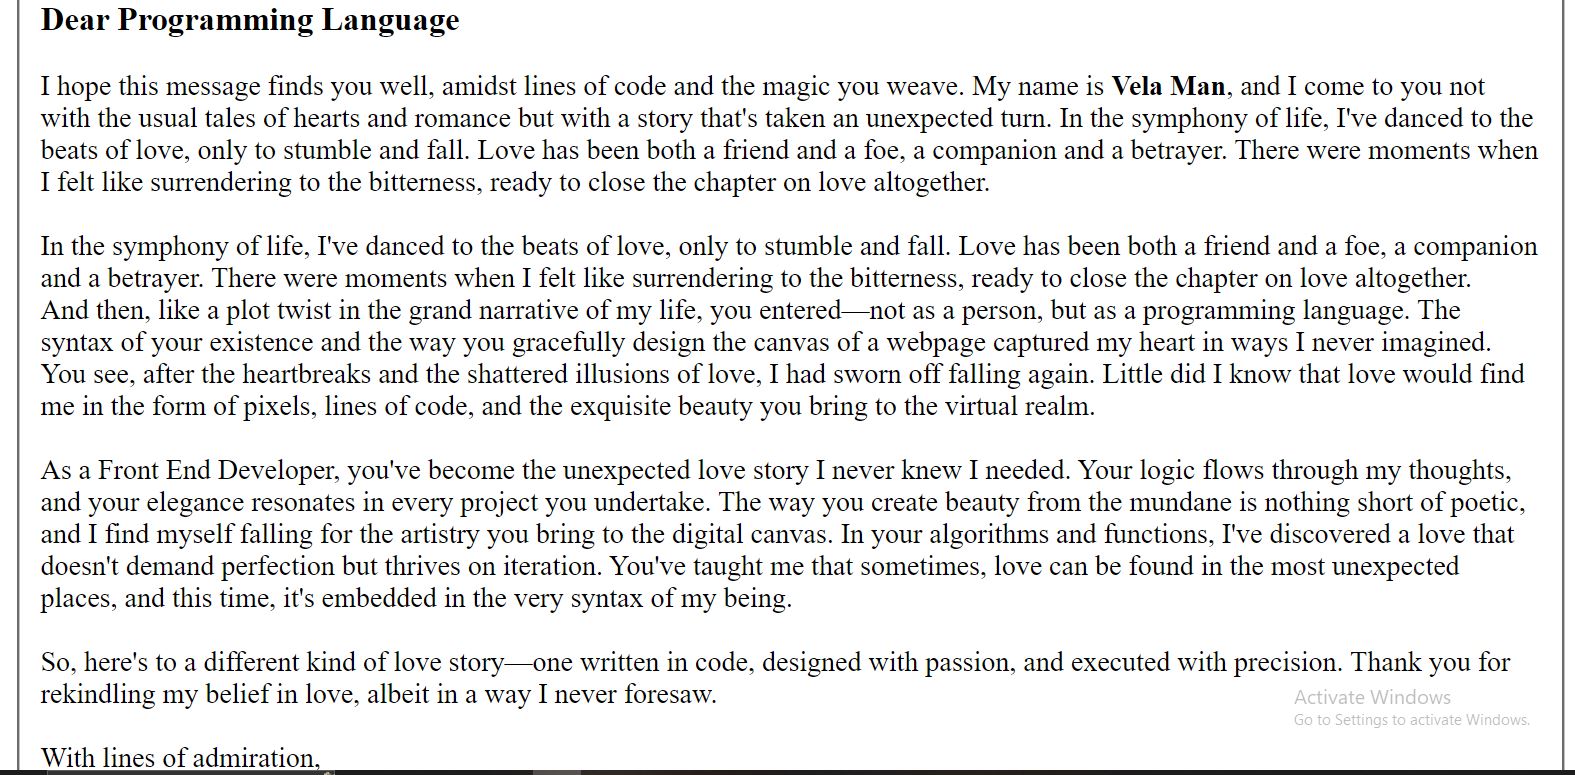 Dear Programming Language
I hope this message finds you well, amidst lines of code and the magic you weave. My name is Vela Man, and I come to you not
with the usual tales of hearts and romance but with a story that's taken an unexpected turn. In the symphony of life, I've danced to the
beats of love, only to stumble and fall. Love has been both a friend and a foe, a companion and a betrayer. There were moments when
I felt like surrendering to the bitterness, ready to close the chapter on love altogether.
In the symphony of life, I've danced to the beats of love, only to stumble and fall. Love has been both a friend and a foe, a companion
and a betrayer. There were moments when I felt like surrendering to the bitterness, ready to close the chapter on love altogether.
And then, like a plot twist in the grand narrative of my life, you entered—not as a person, but as a programming language. The
syntax of your existence and the way you gracefully design the canvas of a webpage captured my heart in ways I never imagined.
You see, after the heartbreaks and the shattered illusions of love, I had sworn off falling again. Little did I know that love would find
me in the form of pixels, lines of code, and the exquisite beauty you bring to the virtual realm.
As a Front End Developer, you've become the unexpected love story I never knew I needed. Your logic flows through my thoughts,
and your elegance resonates in every project you undertake. The way you create beauty from the mundane is nothing short of poetic,
and I find myself falling for the artistry you bring to the digital canvas. In your algorithms and functions, I've discovered a love that
doesn't demand perfection but thrives on iteration. You've taught me that sometimes, love can be found in the most unexpected
places, and this time, it's embedded in the very syntax of my being.
So, here's to a different kind of love story—one written in code, designed with passion, and executed with precision. Thank you for
rekindling my belief in love, albeit in a way I never foresaw.
Activate Windows
Go to Settings to activate Windows.
With lines of admiration,